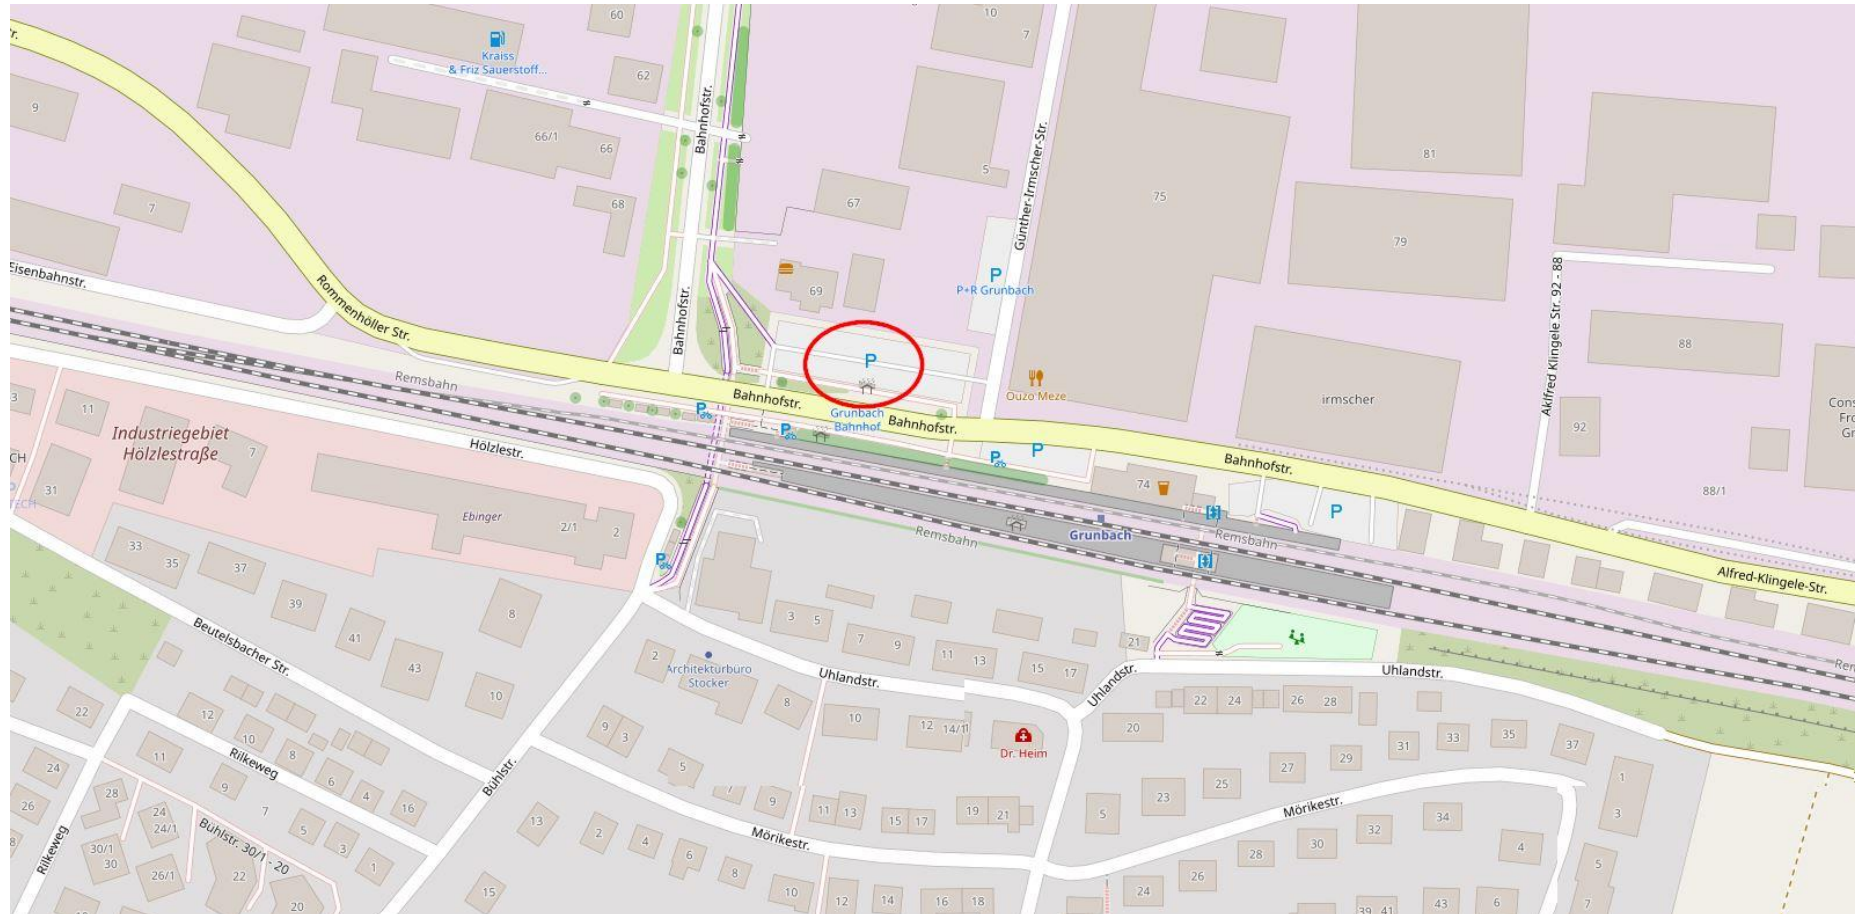 60
10
7
Kraiss
& Friz Sauerstoff...
62
9
Bahnhofstr.
66/1
66
5
81
Günther-Irmscher-Str.
75
7
68
67
79
Eisenbahnstr.
Rommenhöller Str.
Bahnhofstr.
69
P
P+R Grunbach
88
Alfred Klingele Str. 92 - 88
P
Remsbahn
Ouzo Meze
irmscher
Bahnhofstr.
Grunbach
Bahnhof
Bahnhofstr.
3
11
Industriegebiet
Hölzlestraße
7
Hölzlestr.
P
P
P
P
Bahnhofstr.
92
88/1
31
Ebinger
2/1
2
74
P
Remsbahn
Grunbach
Remsbahn
33
35
37
P
Alfred-Klingele-Str.
39
41
43
8
3
5
7
9
11
13
15
17
21
Beutelsbacher Str.
10
2
Architekturbüro
Stocker
Uhlandstr.
Uhlandstr.
Uhlandstr.
22
12
10
8
6
4
16
Rilkeweg
11
9
7
5
3
1
24
26
28
24
24/1
30/1
30
26/1
22
20
Rilkeweg
Bühlstr. 30/1 - 20
Bühlstr.
9
3
8
10
12
14/1
Dr. Heim
20
22
24
26
28
31
33
35
37
29
27
25
23
5
1
3
5
7
9
11
13
15
17
19
21
Mörikestr.
Mörikestr.
13
2
4
6
8
10
12
14
16
18
15
24
26
28
30
32
34
4
5
7
39
41
43
6